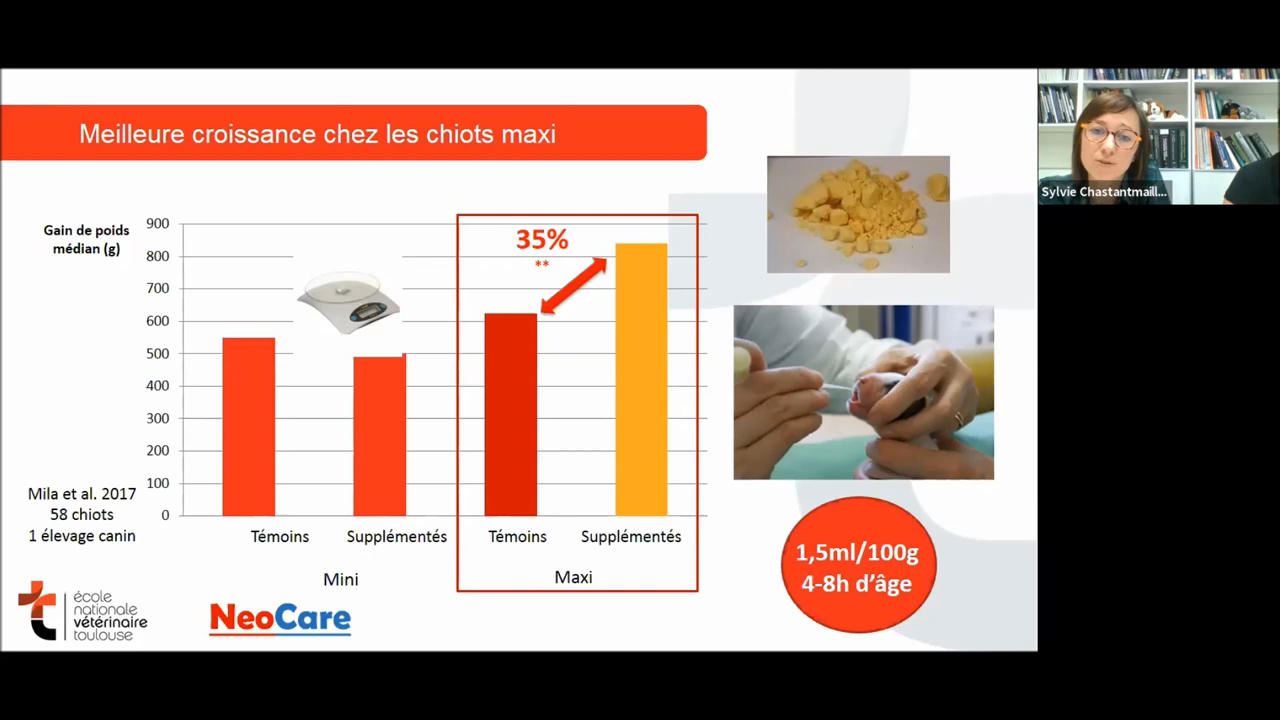 Meilleure croissance chez les chiots maxi
Sylvie Chastantmaill...
Gain de poids
médian (g)
900
800
700
600
500
400
300
200
100
0
35%
**
Témoins
Supplémentés
Témoins
Supplémentés
Mini
Maxi
Mila et al. 2017
58 chiots
1 élevage canin
école
nationale
vétérinaire
toulouse
NeoCare
1,5ml/100g
4-8h d'âge